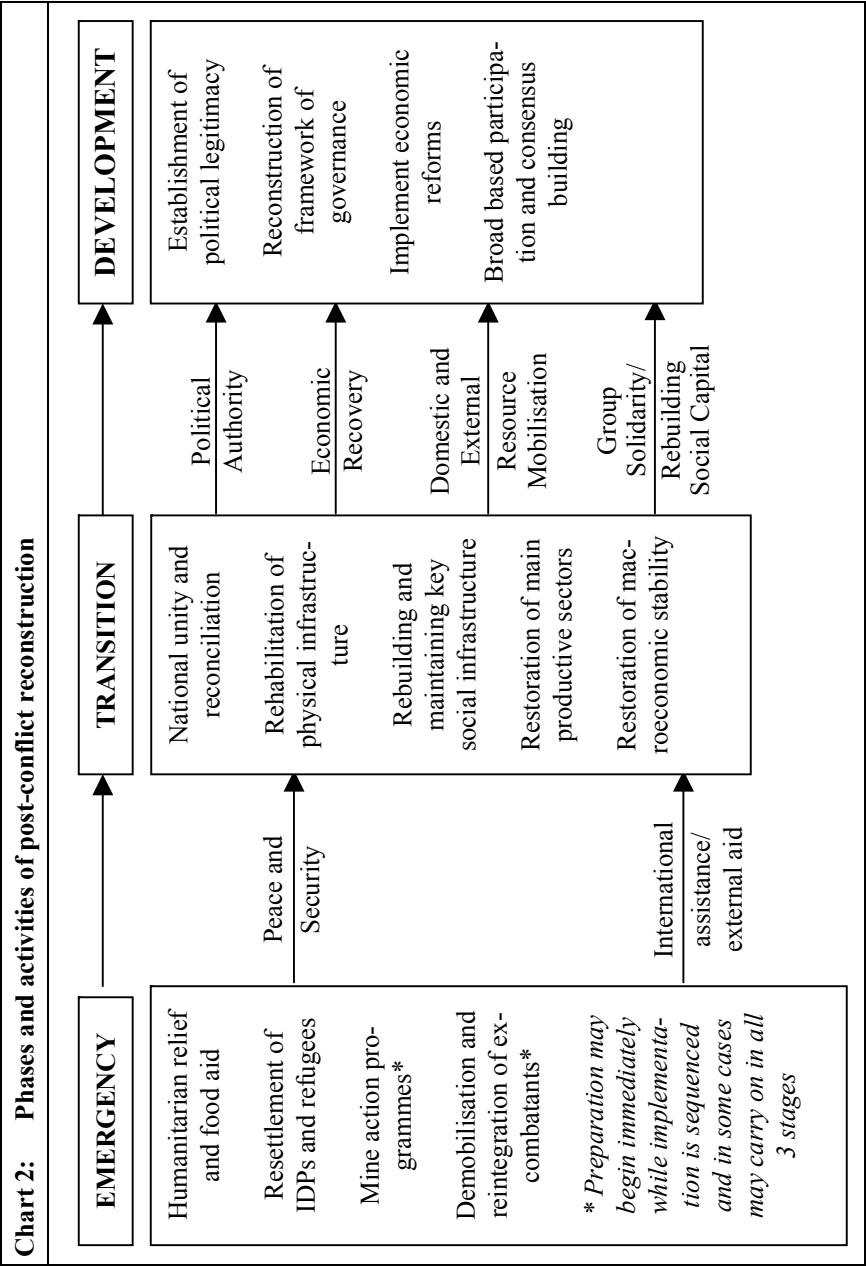 Chart 2: Phases and activities of post-conflict reconstruction
EMERGENCY
Humanitarian relief
and food aid
Resettlement of
IDPs and refugees
Mine action pro-
grammes*
Demobilisation and
reintegration of ex-
combatants*
* Preparation may
begin immediately
while implementa-
tion is sequenced
and in some cases
may carry on in all
3 stages
Peace and
Security
International
assistance/
external aid
TRANSITION
National unity and
reconciliation
Rehabilitation of
physical infrastruc-
ture
Rebuilding and
maintaining key
social infrastructure
Restoration of main
productive sectors
Restoration of mac-
roeconomic stability
Political
Authority
Economic
Recovery
Domestic and
External
Resource
Mobilisation
Group
Solidarity/
Rebuilding
Social Capital
DEVELOPMENT
Establishment of
political legitimacy
Reconstruction of
framework of
governance
Implement economic
reforms
Broad based participa-
tion and consensus
building